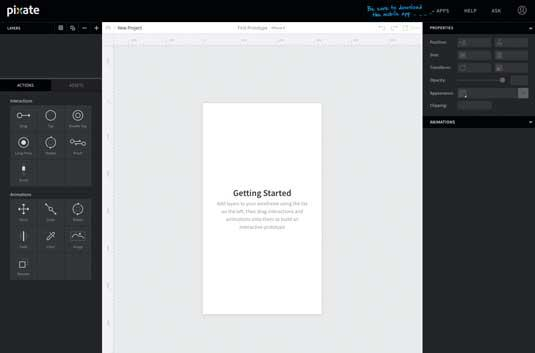 pixate
Be sure to download
the mobile app
APPS HELP ASK
LAYERS
New Project
First Prototype
PROPERTIES
Position:
Size:
Transform:
Opacity:
Appearance:
Clipping:
ANIMATIONS
ACTIONS ASSETS
Interactions
Drag Tap Double Tap
Long Press Rotate Pinch
Scroll
Animations
Move Scale Rotate
Fade Color Image
Reorder
Getting Started
Add layers to your wireframe using the list
on the left, then drag interactions and
animations onto them to build an
interactive prototype